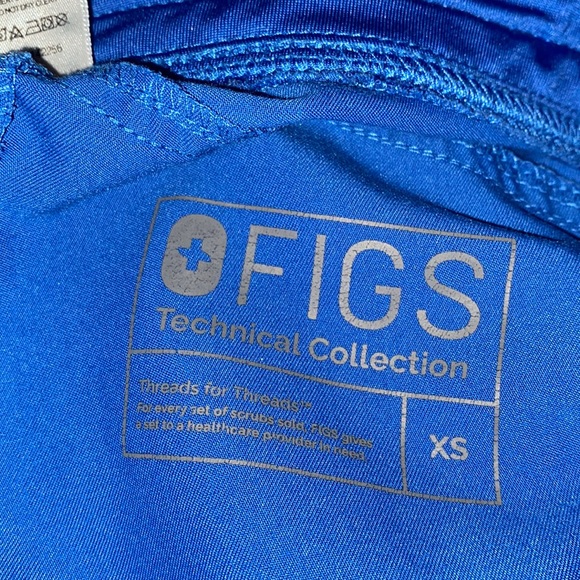 FIGS
Technical Collection
Threads for Threads™
For every set of scrubs sold, FIGS gives
a set to a healthcare provider in need.
XS